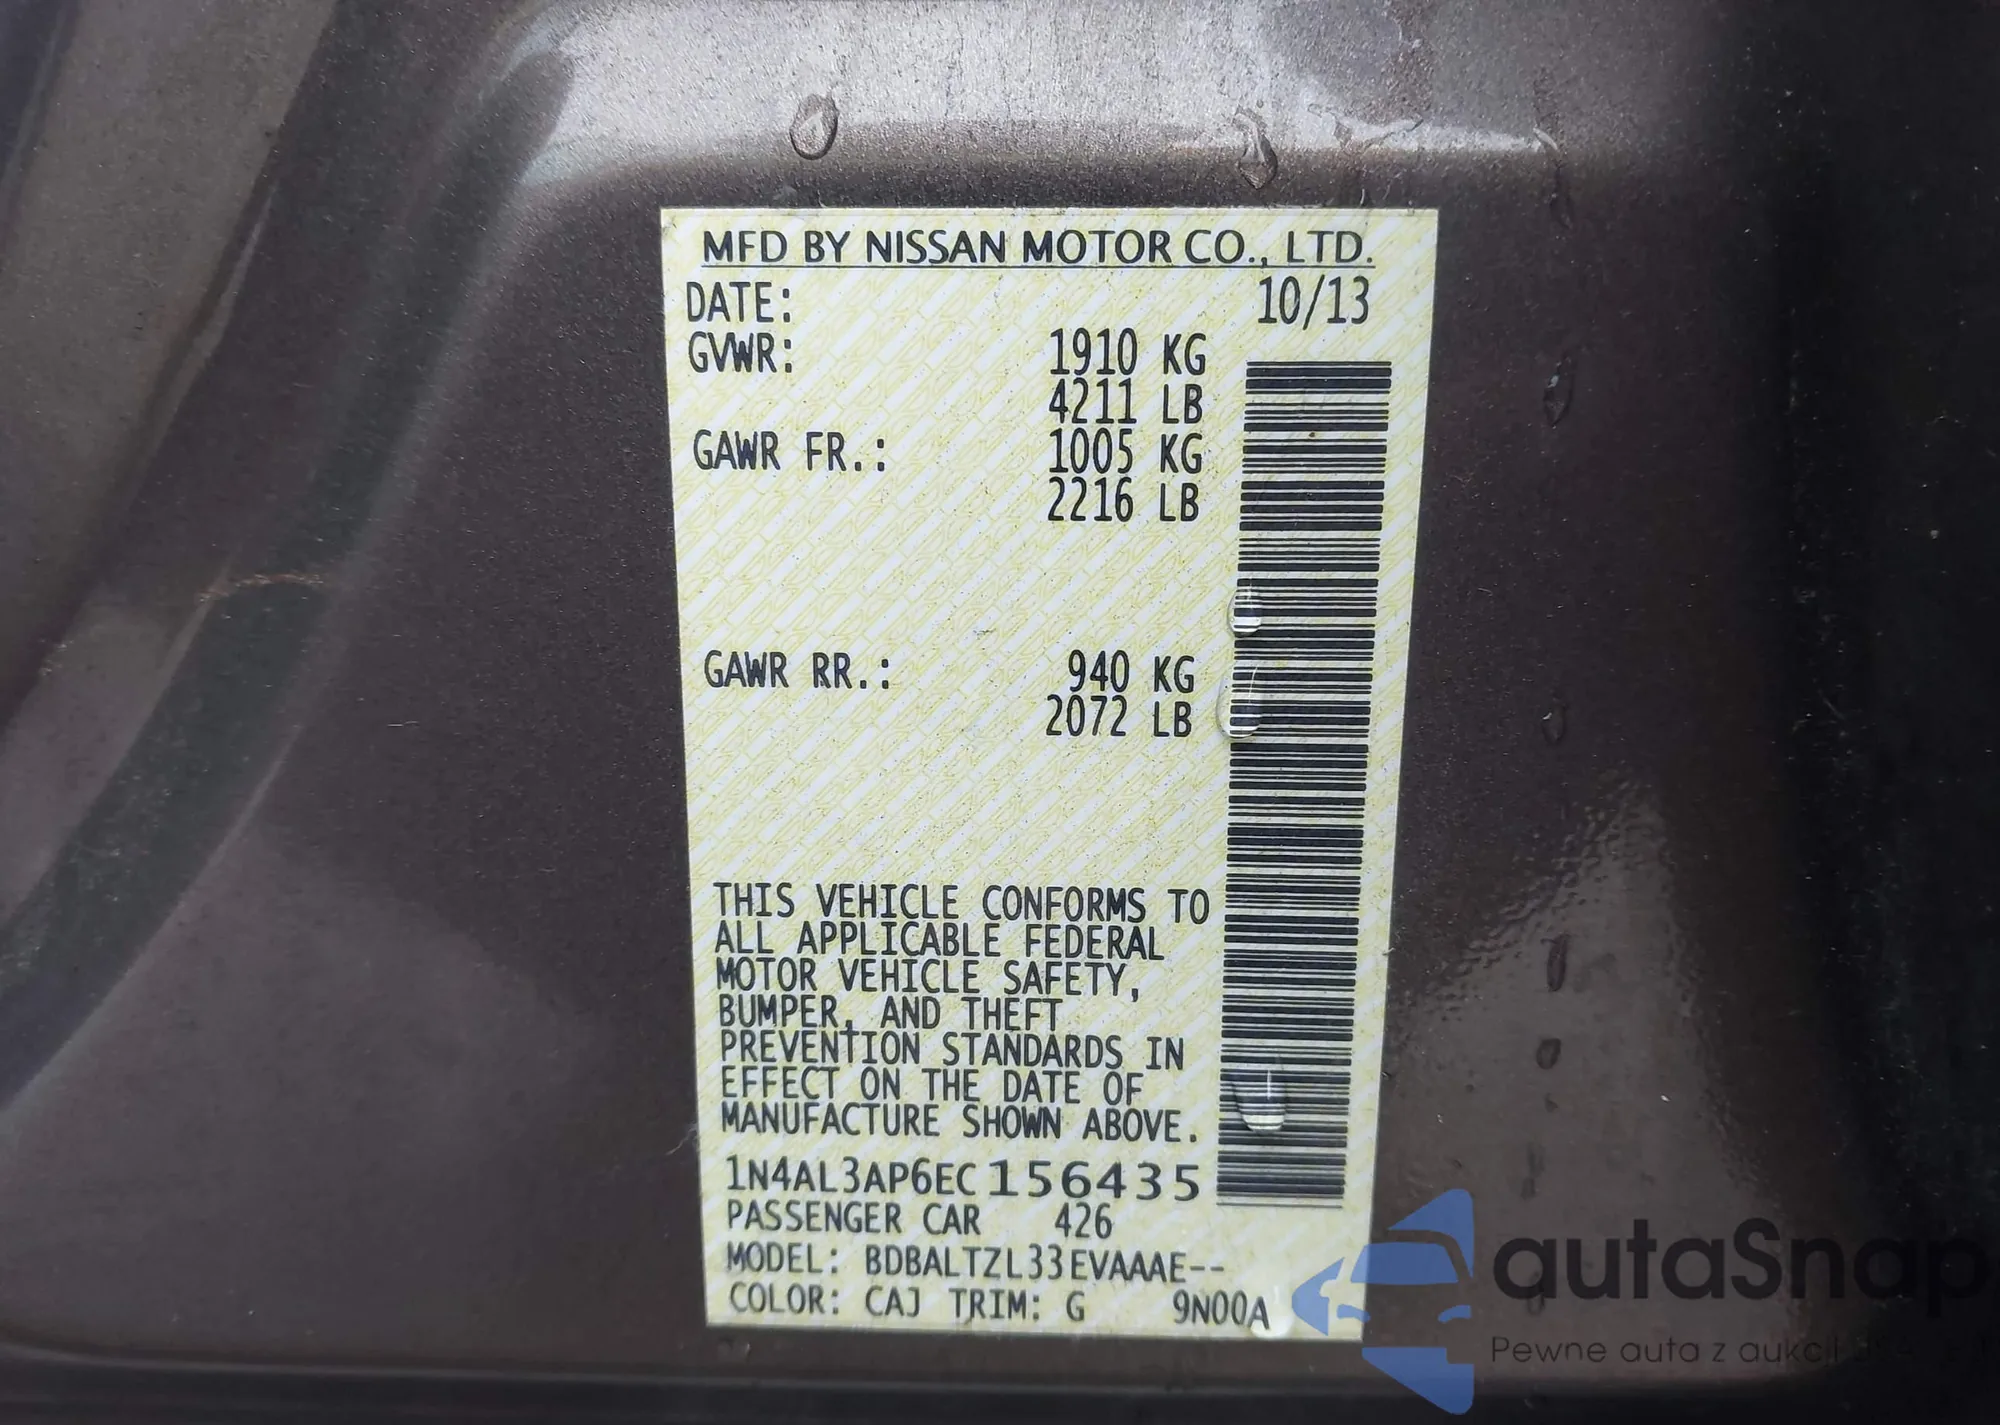 MFD BY NISSAN MOTOR CO., LTD.
DATE: 10/13
GVWR: 1910 KG
4211 LB
GAWR FR.: 1005 KG
2216 LB
GAWR RR.: 940 KG
2072 LB
THIS VEHICLE CONFORMS TO
ALL APPLICABLE FEDERAL
MOTOR VEHICLE SAFETY,
BUMPER, AND THEFT
PREVENTION STANDARDS IN
EFFECT ON THE DATE OF
MANUFACTURE SHOWN ABOVE.
1N4AL3AP6EC156435
PASSENGER CAR 426
MODEL: BDBALTZL33EVAAAE--
COLOR: CAJ TRIM: G 9N00A
autaSnap
Pewne auta z aukcji